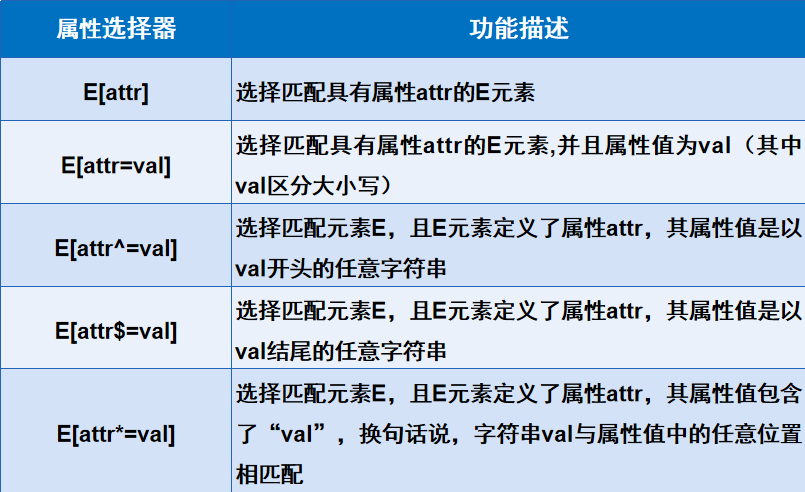 属性选择器
功能描述
E[attr]
选择匹配具有属性attr的E元素
E[attr=val]
选择匹配具有属性attr的E元素,并且属性值为val（其中
val区分大小写）
E[attr^=val]
选择匹配元素E，且E元素定义了属性attr，其属性值是以
val开头的任意字符串
E[attr$=val]
选择匹配元素E，且E元素定义了属性attr，其属性值是以
val结尾的任意字符串
E[attr*=val]
选择匹配元素E，且E元素定义了属性attr，其属性值包含
了“val”，换句话说，字符串val与属性值中的任意位置
相匹配